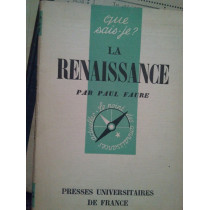 que
sais-je?
LA
RENAISSANCE
PAR PAUL FAURE
PRESSES UNIVERSITAIRES
DE FRANCE